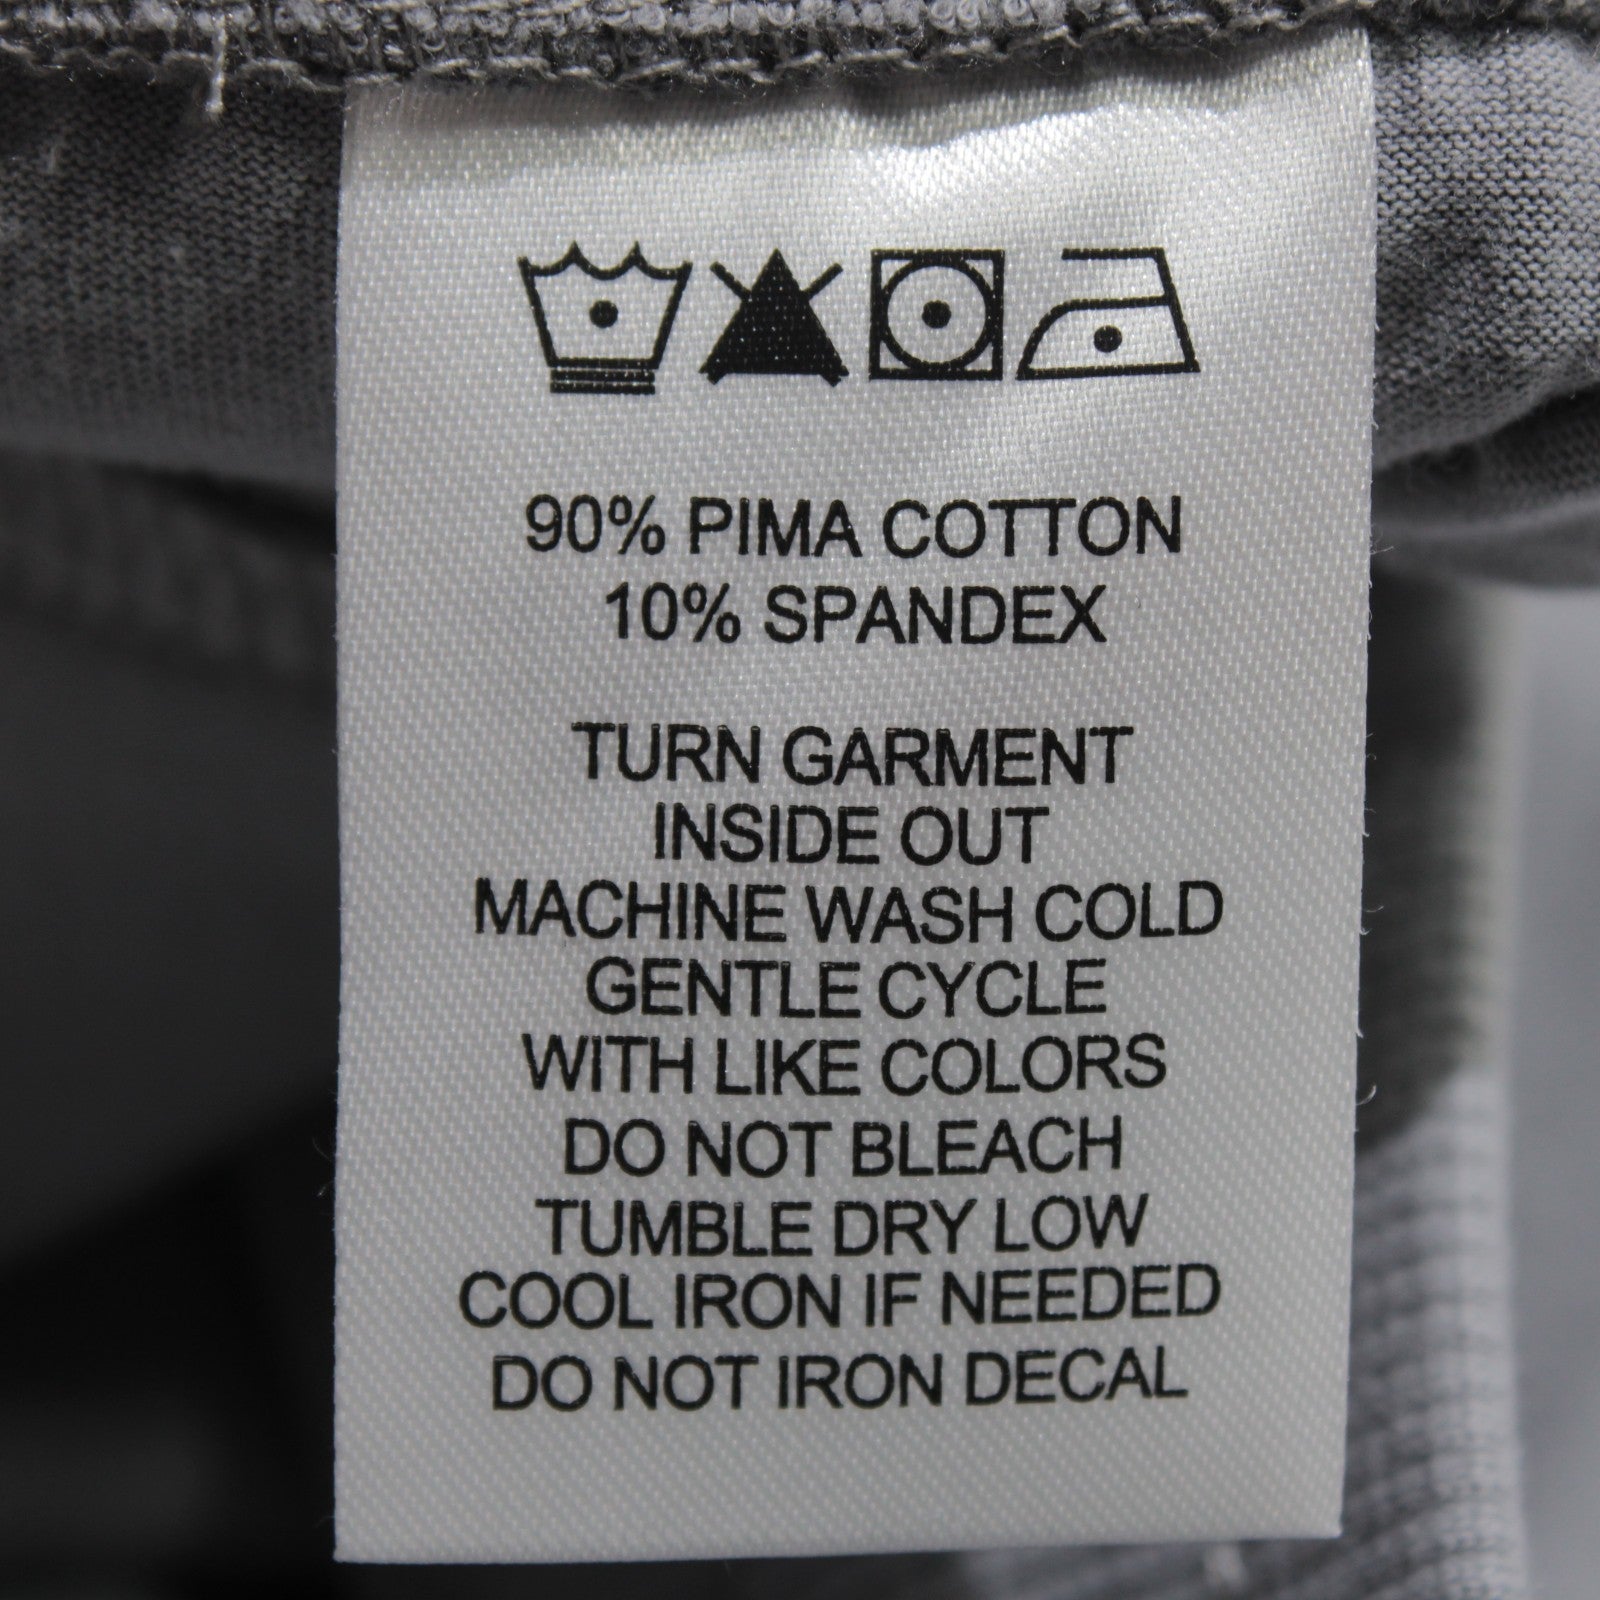 90% PIMA COTTON
10% SPANDEX
TURN GARMENT
INSIDE OUT
MACHINE WASH COLD
GENTLE CYCLE
WITH LIKE COLORS
DO NOT BLEACH
TUMBLE DRY LOW
COOL IRON IF NEEDED
DO NOT IRON DECAL